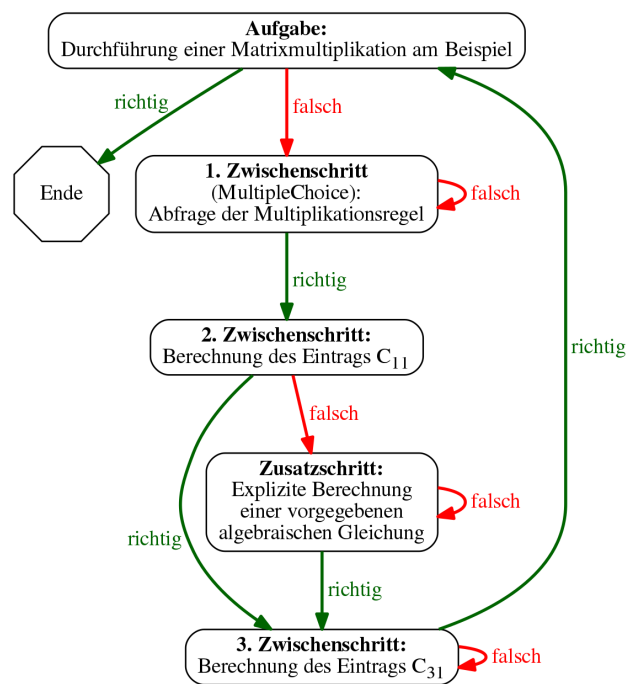 Aufgabe:
Durchführung einer Matrixmultiplikation am Beispiel
richtig
falsch
Ende
1. Zwischenschritt
(MultipleChoice):
Abfrage der Multiplikationsregel
falsch
richtig
2. Zwischenschritt:
Berechnung des Eintrags C₁₁
richtig
falsch
Zusatzschritt:
Explizite Berechnung
einer vorgegebenen
algebraischen Gleichung
falsch
richtig
richtig
3. Zwischenschritt:
Berechnung des Eintrags C₃₁
falsch